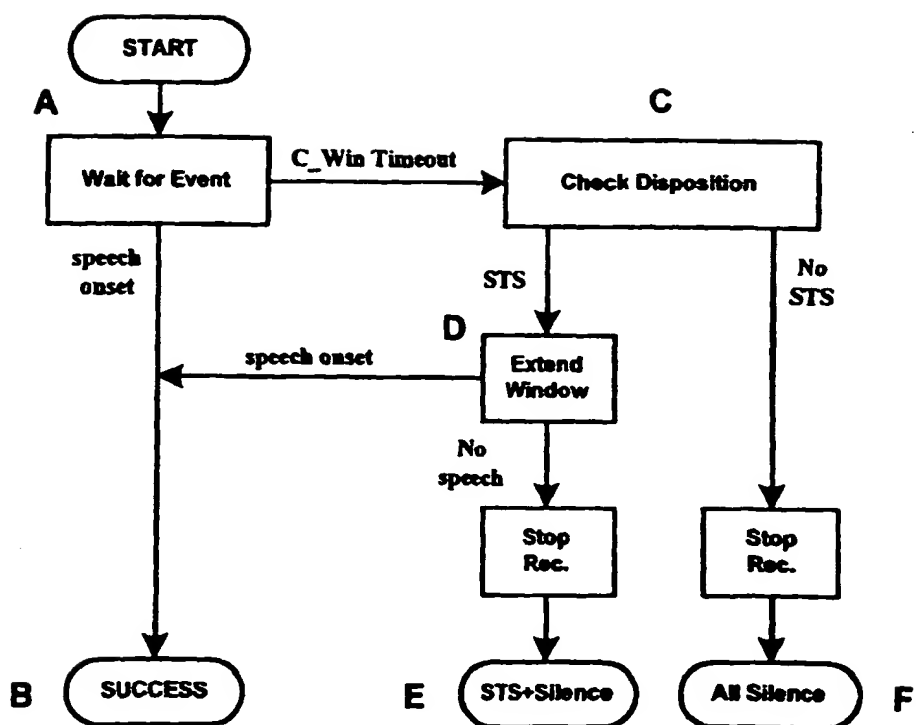 START
A
C
Wait for Event
C_Win Timeout
Check Disposition
speech
onset
STS
No
STS
D
speech onset
Extend
Window
No
speech
Stop
Rec.
Stop
Rec.
B
SUCCESS
E
STS+Silence
All Silence
F